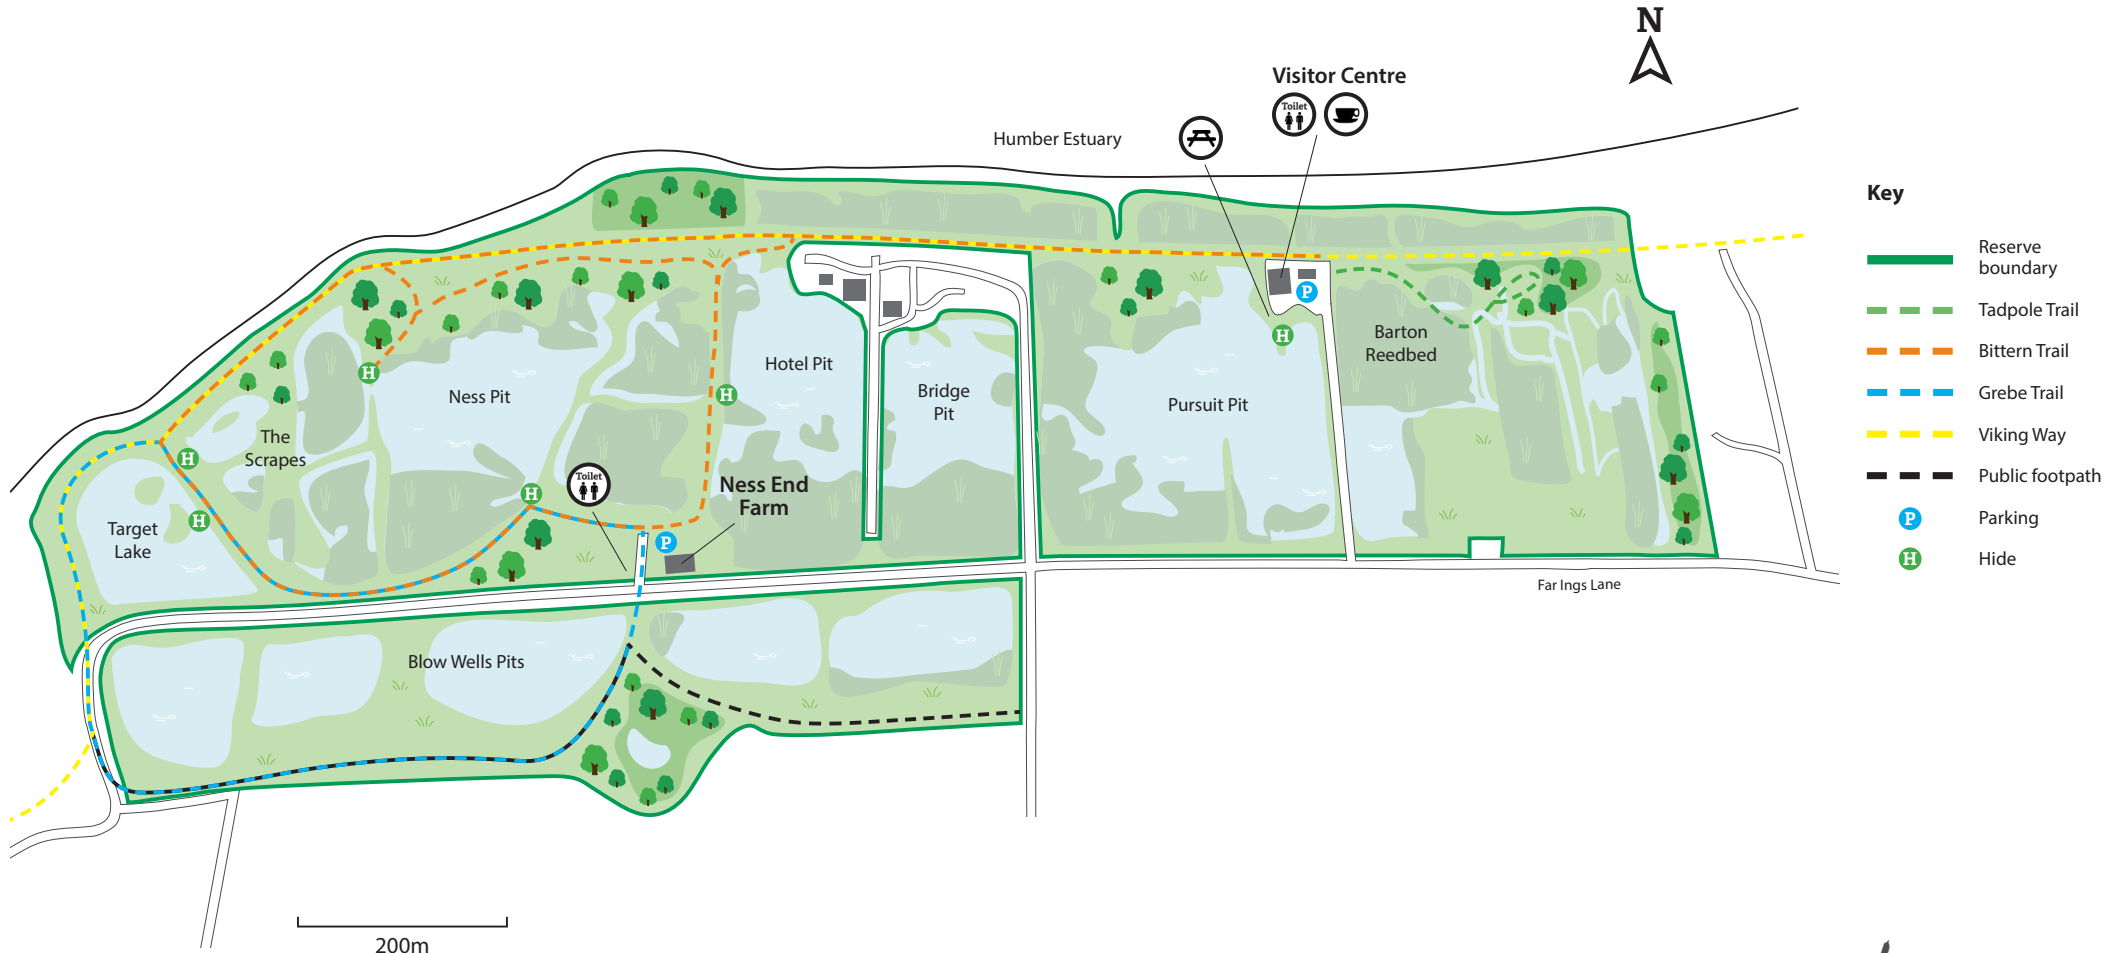 N
Visitor Centre
Toilet
Humber Estuary
Key
Reserve
boundary
Tadpole Trail
Bittern Trail
Grebe Trail
Viking Way
Public footpath
P
Parking
H
Hide
P
H
Barton
Reedbed
Pursuit Pit
Hotel Pit
Bridge
Pit
H
H
Ness Pit
The
Scrapes
H
H
Target
Lake
H
Toilet
Ness End
Farm
P
Far Ings Lane
Blow Wells Pits
200m